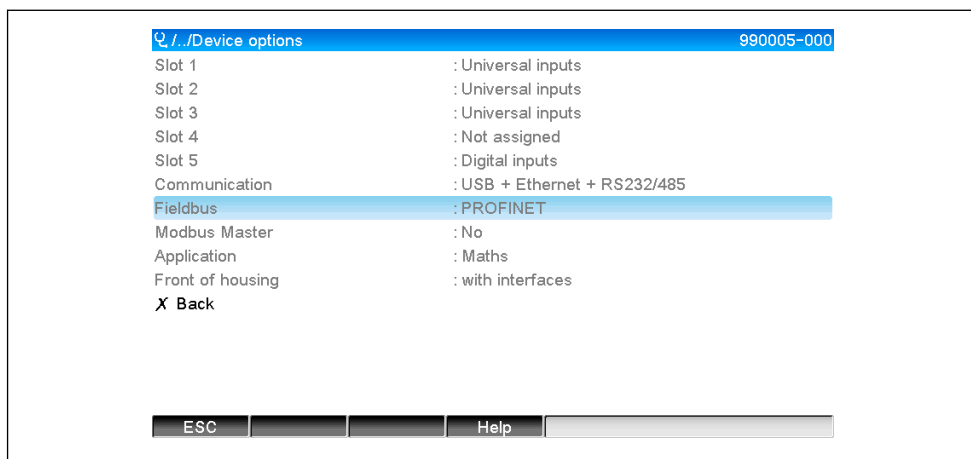 /../Device options 990005-000
Slot 1 : Universal inputs
Slot 2 : Universal inputs
Slot 3 : Universal inputs
Slot 4 : Not assigned
Slot 5 : Digital inputs
Communication : USB + Ethernet + RS232/485
Fieldbus : PROFINET
Modbus Master : No
Application : Maths
Front of housing : with interfaces
X Back
ESC Help